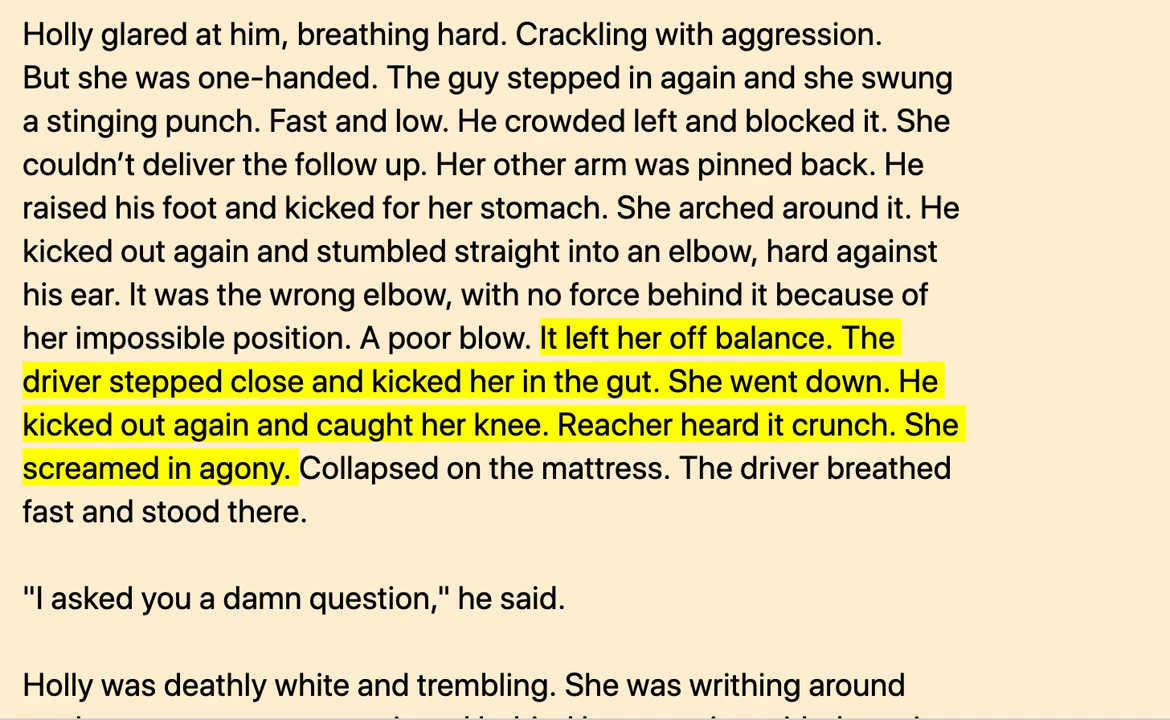 Holly glared at him, breathing hard. Crackling with aggression.
But she was one-handed. The guy stepped in again and she swung
a stinging punch. Fast and low. He crowded left and blocked it. She
couldn’t deliver the follow up. Her other arm was pinned back. He
raised his foot and kicked for her stomach. She arched around it. He
kicked out again and stumbled straight into an elbow, hard against
his ear. It was the wrong elbow, with no force behind it because of
her impossible position. A poor blow. It left her off balance. The
driver stepped close and kicked her in the gut. She went down. He
kicked out again and caught her knee. Reacher heard it crunch. She
screamed in agony. Collapsed on the mattress. The driver breathed
fast and stood there.
"I asked you a damn question," he said.
Holly was deathly white and trembling. She was writhing around